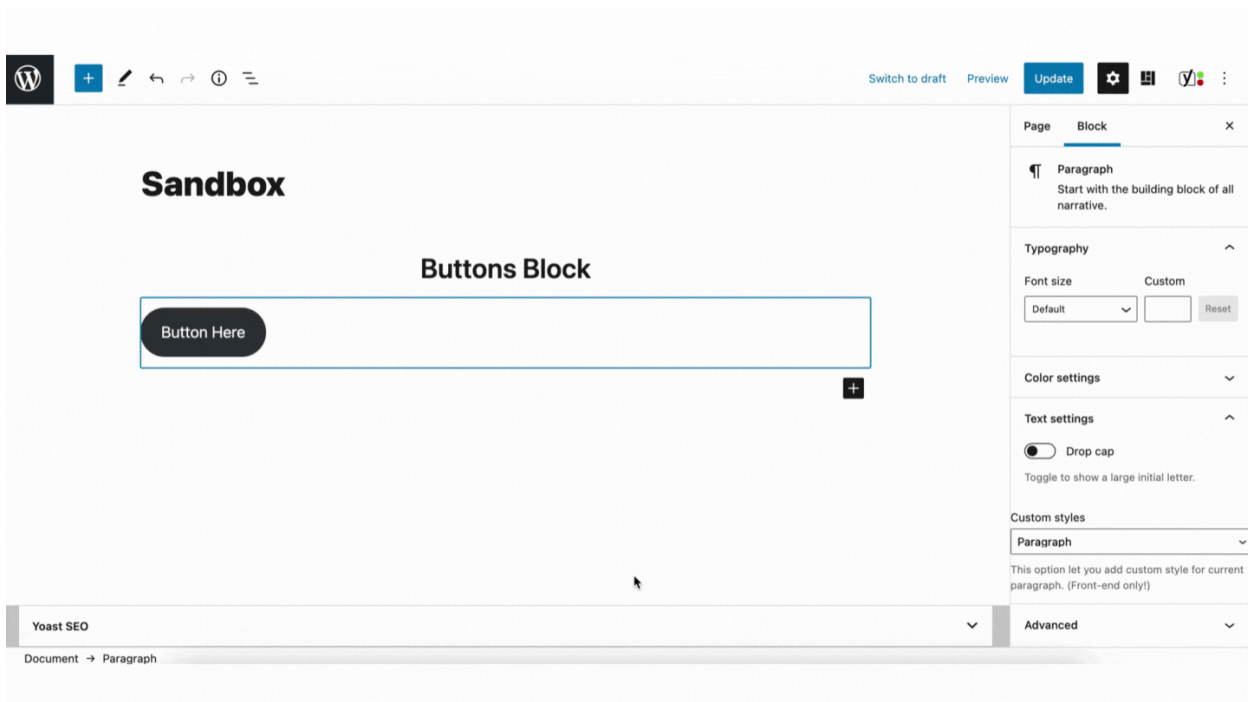 Switch to draft
Preview
Update
Page
Block
Sandbox
Paragraph
Start with the building block of all
narrative.
Typography
Buttons Block
Font size
Custom
Default
Reset
Button Here
Color settings
Text settings
Drop cap
Toggle to show a large initial letter.
Custom styles
Paragraph
This option let you add custom style for current
paragraph. (Front-end only!)
Yoast SEO
Advanced
Document → Paragraph